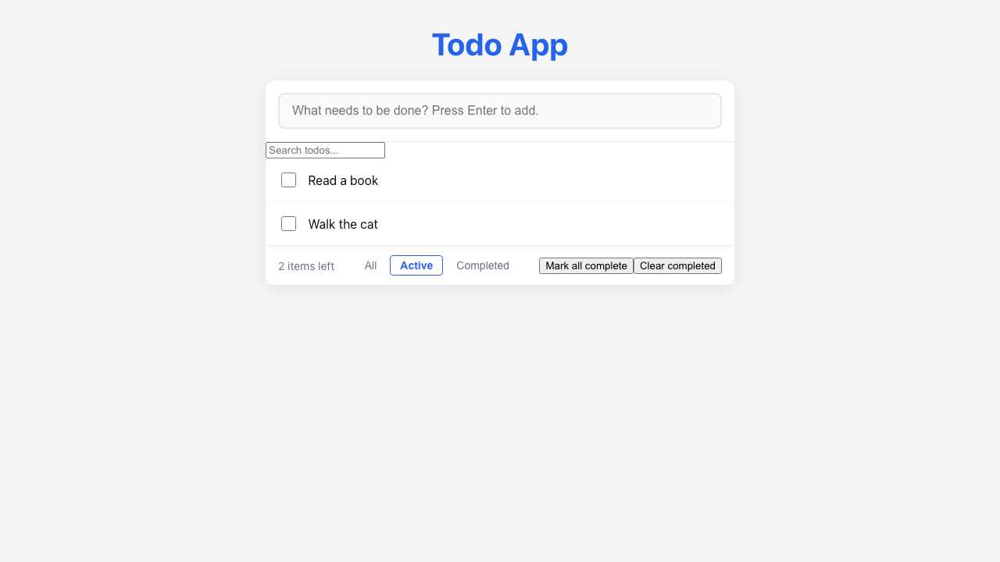 Todo App
What needs to be done? Press Enter to add.
Search todos...
Read a book
Walk the cat
2 items left All Active Completed Mark all complete Clear completed